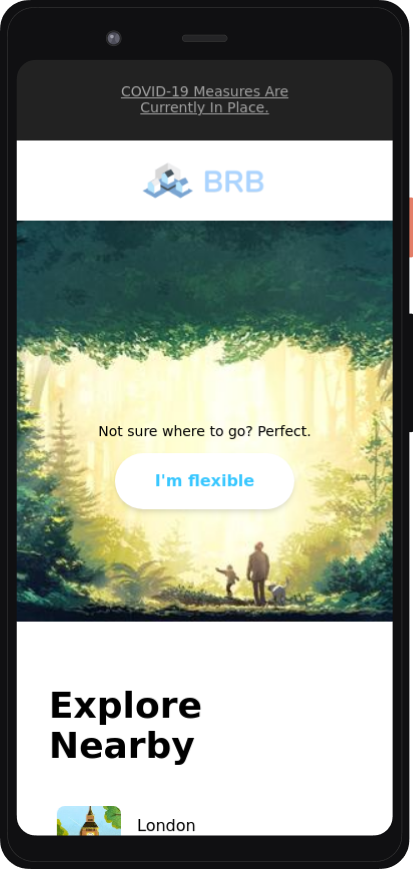 COVID-19 Measures Are
Currently In Place.
BRB
Not sure where to go? Perfect.
I'm flexible
Explore
Nearby
London